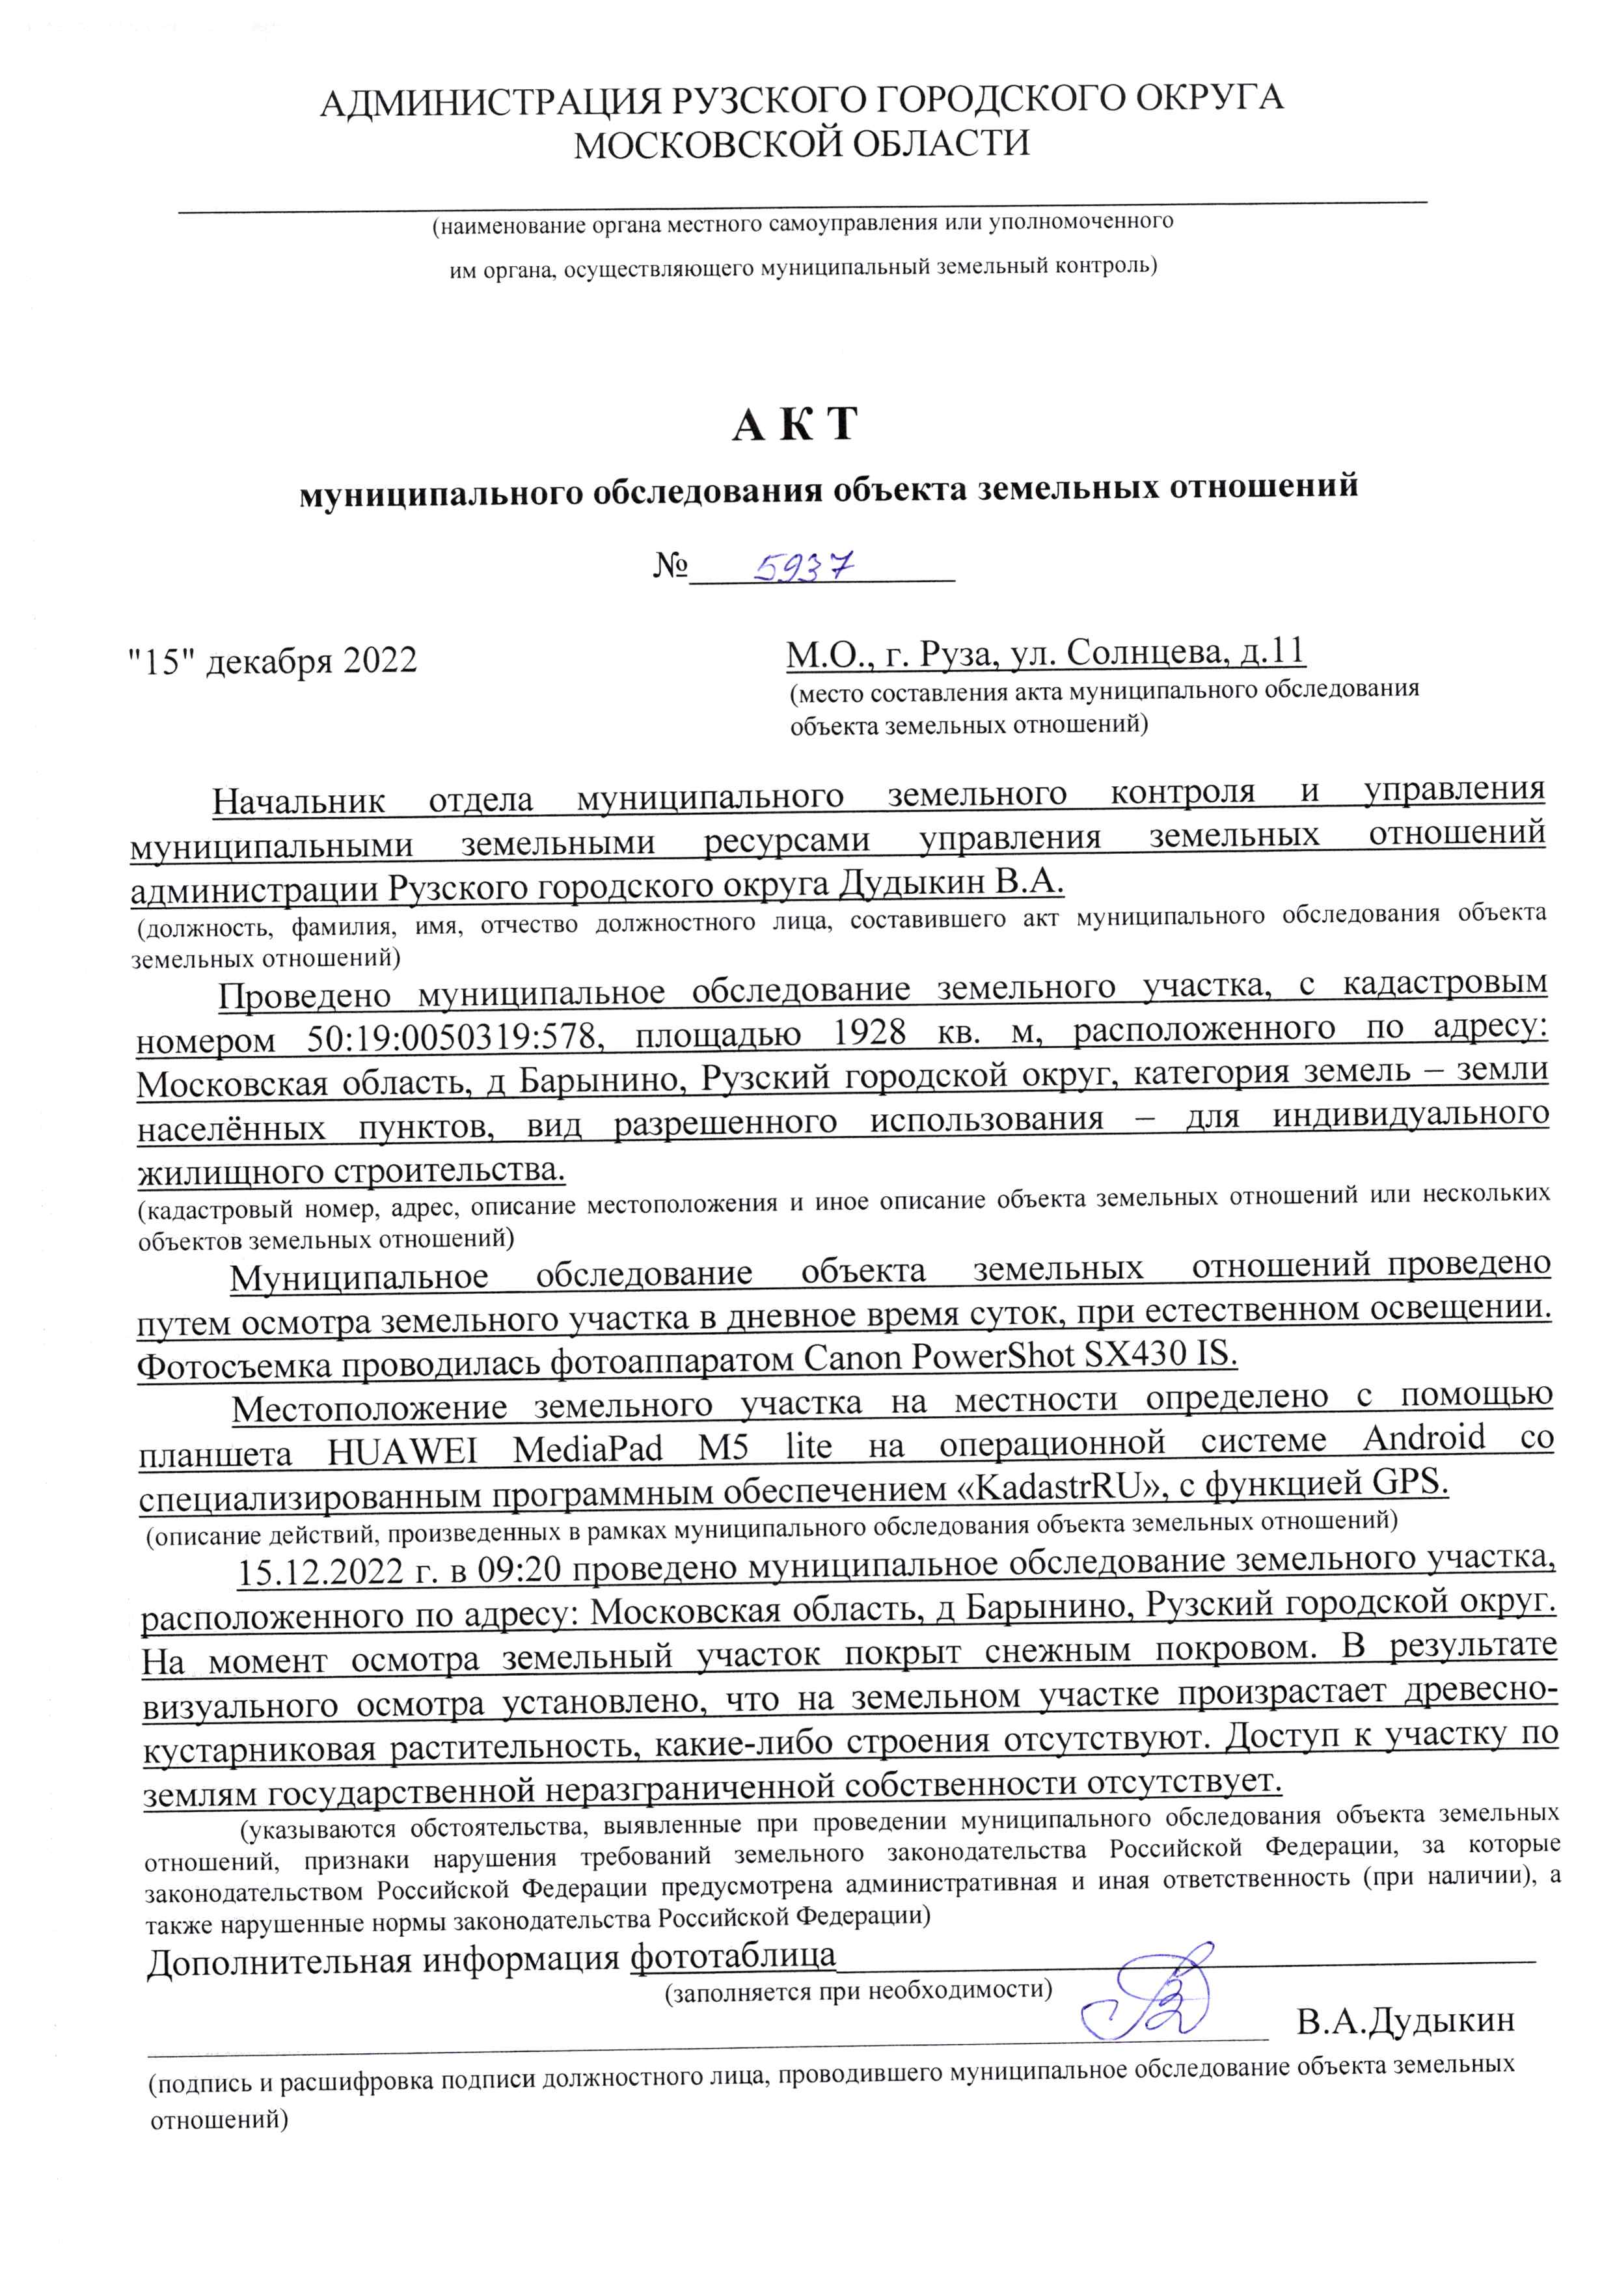 АДМИНИСТРАЦИЯ РУЗСКОГО ГОРОДСКОГО ОКРУГА
МОСКОВСКОЙ ОБЛАСТИ
(наименование органа местного самоуправления или уполномоченного
им органа, осуществляющего муниципальный земельный контроль)
А К Т
муниципального обследования объекта земельных отношений
№ 5937
"15" декабря 2022
М.О., г. Руза, ул. Солнцева, д.11
(место составления акта муниципального обследования
объекта земельных отношений)
Начальник отдела муниципального земельного контроля и управления
муниципальными земельными ресурсами управления земельных отношений
администрации Рузского городского округа Дудыкин В.А.
(должность, фамилия, имя, отчество должностного лица, составившего акт муниципального обследования объекта
земельных отношений)
Проведено муниципальное обследование земельного участка, с кадастровым
номером 50:19:0050319:578, площадью 1928 кв. м, расположенного по адресу:
Московская область, д Барынино, Рузский городской округ, категория земель – земли
населённых пунктов, вид разрешенного использования – для индивидуального
жилищного строительства.
(кадастровый номер, адрес, описание местоположения и иное описание объекта земельных отношений или нескольких
объектов земельных отношений)
Муниципальное обследование объекта земельных отношений проведено
путем осмотра земельного участка в дневное время суток, при естественном освещении.
Фотосъемка проводилась фотоаппаратом Canon PowerShot SX430 IS.
Местоположение земельного участка на местности определено с помощью
планшета HUAWEI MediaPad M5 lite на операционной системе Android со
специализированным программным обеспечением «KadastrRU», с функцией GPS.
(описание действий, произведенных в рамках муниципального обследования объекта земельных отношений)
15.12.2022 г. в 09:20 проведено муниципальное обследование земельного участка,
расположенного по адресу: Московская область, д Барынино, Рузский городской округ.
На момент осмотра земельный участок покрыт снежным покровом. В результате
визуального осмотра установлено, что на земельном участке произрастает древесно-
кустарниковая растительность, какие-либо строения отсутствуют. Доступ к участку по
землям государственной неразграниченной собственности отсутствует.
(указываются обстоятельства, выявленные при проведении муниципального обследования объекта земельных
отношений, признаки нарушения требований земельного законодательства Российской Федерации, за которые
законодательством Российской Федерации предусмотрена административная и иная ответственность (при наличии), а
также нарушенные нормы законодательства Российской Федерации)
Дополнительная информация фототаблица
(заполняется при необходимости)
В.А.Дудыкин
(подпись и расшифровка подписи должностного лица, проводившего муниципальное обследование объекта земельных
отношений)